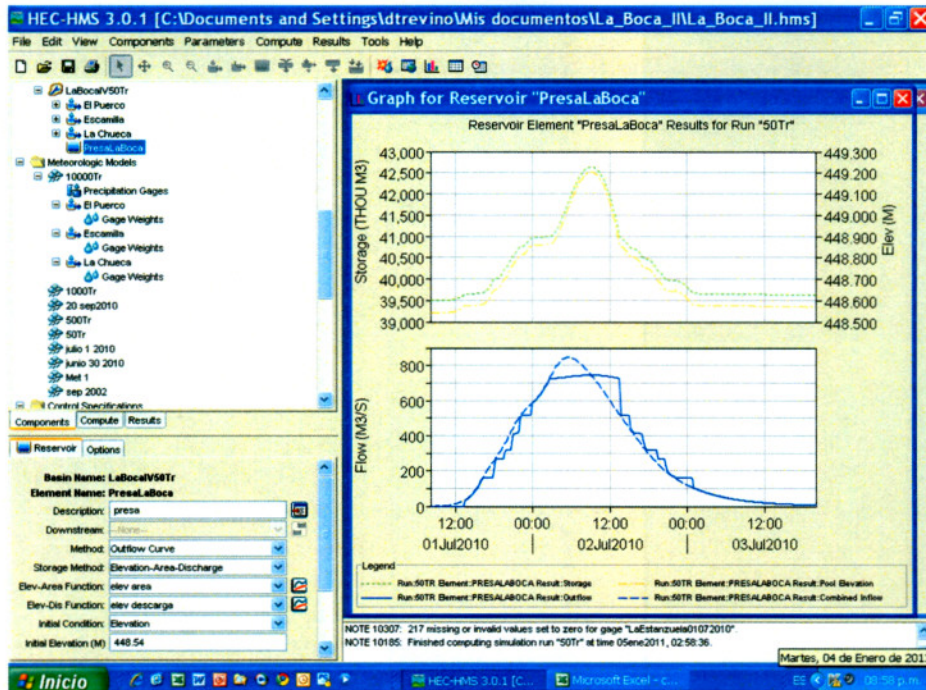 HEC-HMS 3.0.1 [C:\Documents and Settings\dtrevino\Mis documentos\La_Boca_II\La_Boca_II.hms]
File Edit View Components Parameters Compute Results Tools Help
LaBocaIV50Tr
El Puerco
Escamilla
La Chueca
PresaLaBoca
Meteorologic Models
10000Tr
Precipitation Gages
El Puerco
Gage Weights
Escamilla
Gage Weights
La Chueca
Gage Weights
1000Tr
20 sep2010
500Tr
50Tr
julio 1 2010
junio 30 2010
Met 1
sep 2002
Control Specifications
Components Compute Results
Reservoir Options
Basin Name: LaBocaIV50Tr
Element Name: PresaLaBoca
Description: presa
Downstream: --None--
Method: Outflow Curve
Storage Method: Elevation-Area-Discharge
Elev-Area Function: elev area
Elev-Dis Function: elev descarga
Initial Condition: Elevation
Initial Elevation (M) 448.54
Graph for Reservoir "PresaLaBoca"
Reservoir Element "PresaLaBoca" Results for Run "50Tr"
Storage (THOU M3)
43,000
42,500
42,000
41,500
41,000
40,500
40,000
39,500
39,000
449.300
449.200
449.100
449.000
448.900
448.800
448.700
448.600
448.500
Elev (M)
Flow (M3/S)
800
600
400
200
0
12:00 00:00 12:00 00:00 12:00
01Jul2010 02Jul2010 03Jul2010
Legend
Run:50TR Element:PRESALABOCA Result:Storage
Run:50TR Element:PRESALABOCA Result:Pool Elevation
Run:50TR Element:PRESALABOCA Result:Outflow
Run:50TR Element:PRESALABOCA Result:Combined Inflow
NOTE 10307: 217 missing or invalid values set to zero for gage "LaEstanzuela01072010".
NOTE 10185: Finished computing simulation run "50Tr" at time 05ene2011, 02:58:36.
Martes, 04 de Enero de 201
Inicio
HEC-HMS 3.0.1 [C...
Microsoft Excel - c...
ES
08:58 p.m.